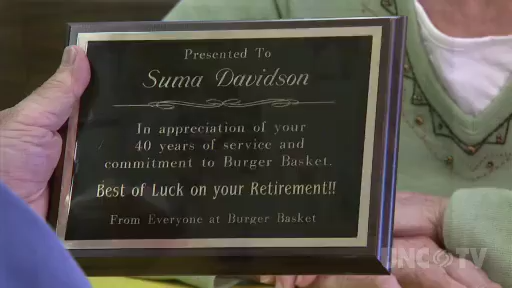 Presented To
Suma Davidson
In appreciation of your
40 years of service and
commitment to Burger Basket.
Best of Luck on your Retirement!!
From Everyone at Burger Basket
UNC TV